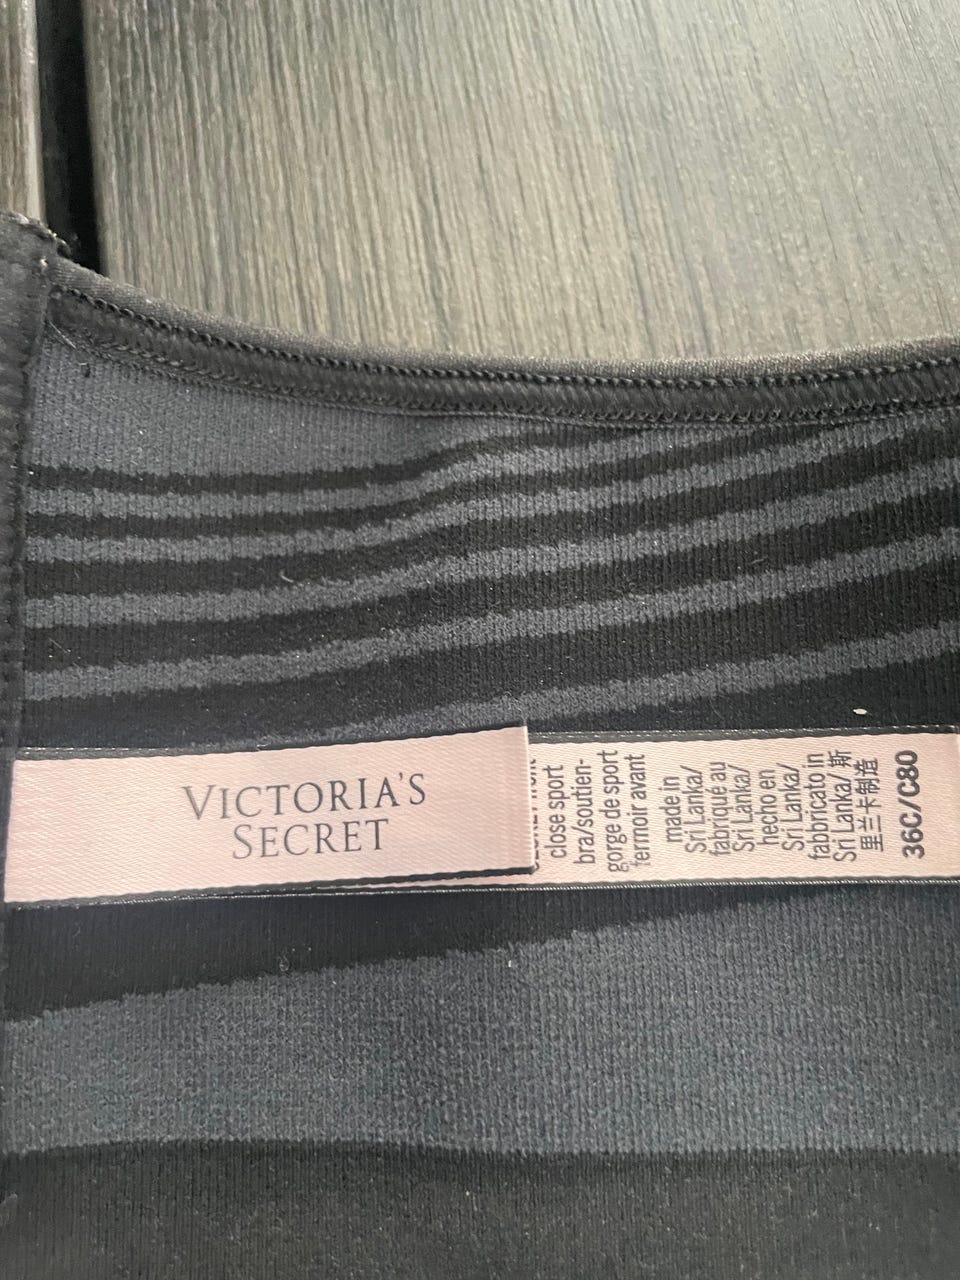 VICTORIA'S
SECRET
close sport
bra/soutien-
gorge de sport
fermoir avant
made in
Sri Lanka/
fabriqué au
Sri Lanka/
hecho en
Sri Lanka/
fabbricato in
Sri Lanka/ 斯
里兰卡制造
36C/C80